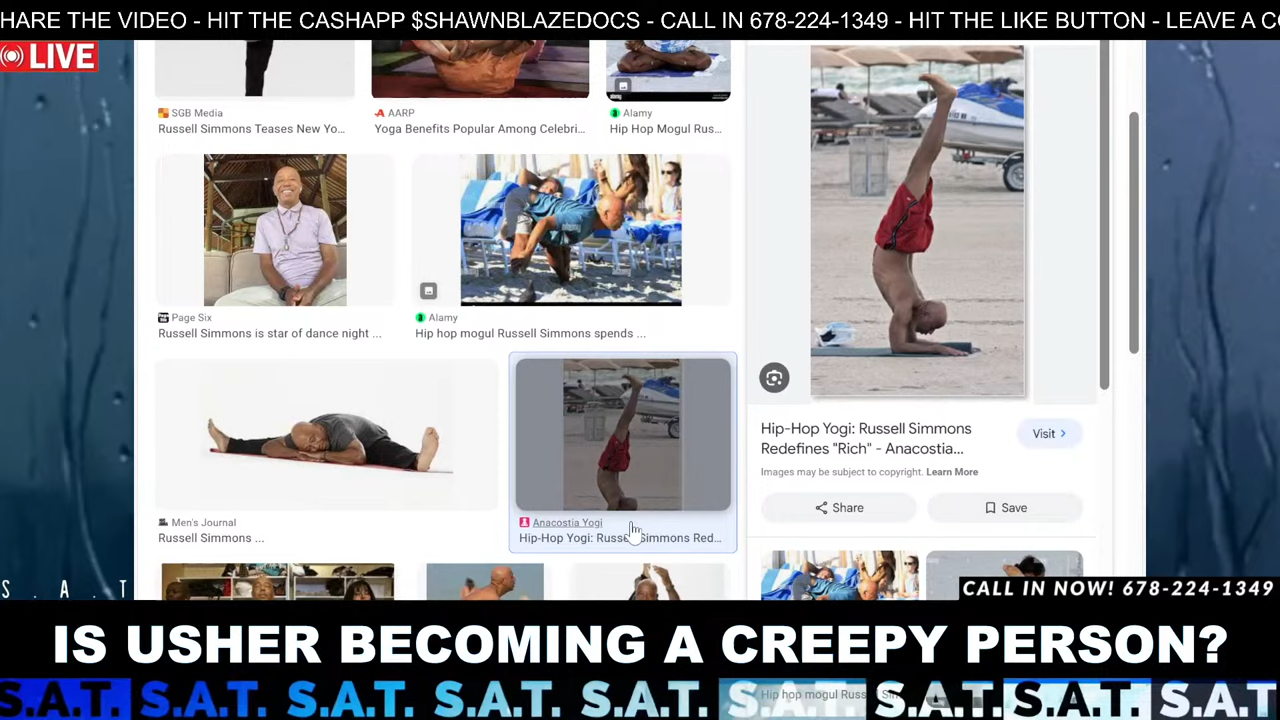 HARE THE VIDEO - HIT THE CASHAPP $SHAWNBLAZEDOCS - CALL IN 678-224-1349 - HIT THE LIKE BUTTON - LEAVE A CO
LIVE
SGB Media
Russell Simmons Teases New Yo...
AARP
Yoga Benefits Popular Among Celebri...
Alamy
Hip Hop Mogul Rus...
Page Six
Russell Simmons is star of dance night ...
Alamy
Hip hop mogul Russell Simmons spends ...
Men's Journal
Russell Simmons ...
Anacostia Yogi
Hip-Hop Yogi: Russell Simmons Red...
Hip-Hop Yogi: Russell Simmons
Redefines "Rich" - Anacostia...
Visit
Images may be subject to copyright. Learn More
Share
Save
S . A . T
CALL IN NOW! 678-224-1349
IS USHER BECOMING A CREEPY PERSON?
S.A.T. S.A.T. S.A.T. S.A.T. S.A.T. S.A.T. S.A.T. S.A.T. S.A.T. S.A.T. S.A.T
Hip hop mogul